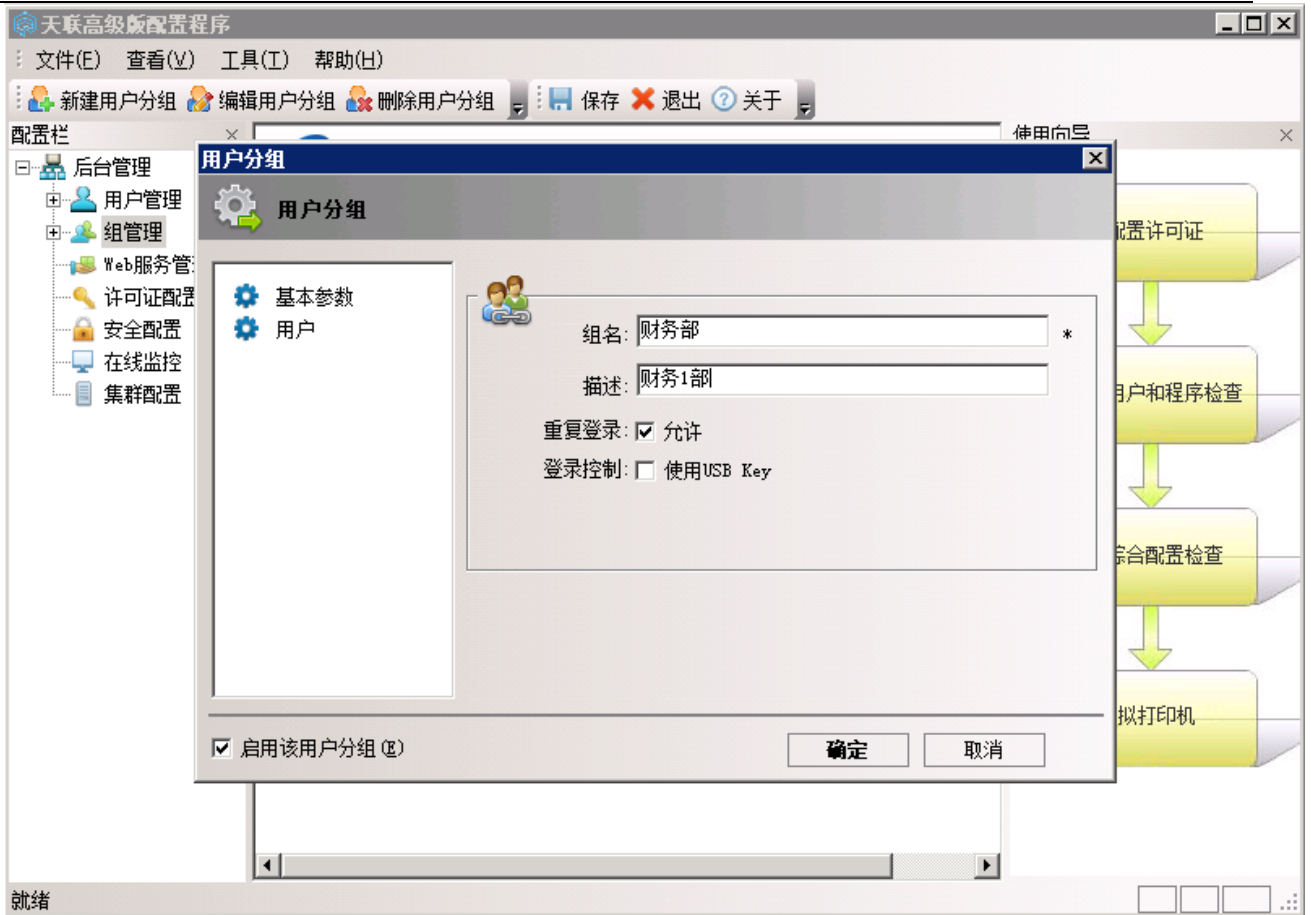 天联高级版配置程序
文件(E) 查看(V) 工具(T) 帮助(H)
新建用户分组 编辑用户分组 删除用户分组 保存 退出 关于
配置栏
使用向导
后台管理
用户管理
组管理
Web服务管
许可证配置
安全配置
在线监控
集群配置
用户分组
用户分组
基本参数
用户
组名: 财务部 *
描述: 财务1部
重复登录: 允许
登录控制: 使用USB Key
启用该用户分组(E)
确定 取消
配置许可证
用户和程序检查
综合配置检查
拟打印机
就绪